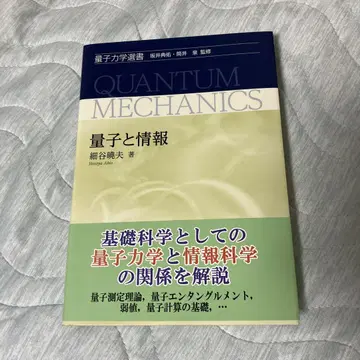 量子力学選書 坂井典佑・筒井 泉 監修
QUANTUM
MECHANICS
量子と情報
細谷曉夫 著
Hosoya Akio
基礎科学としての
量子力学と情報科学
の関係を解説
量子測定理論，量子エンタングルメント，
弱値，量子計算の基礎，…